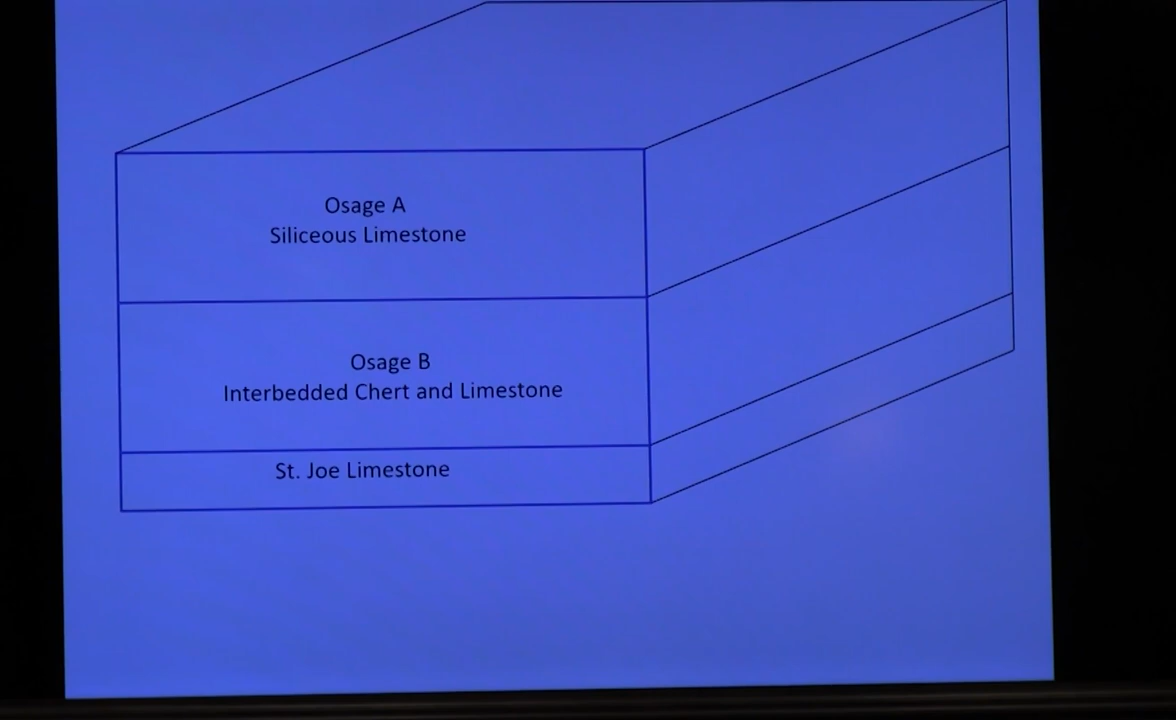 Osage A
Siliceous Limestone
Osage B
Interbedded Chert and Limestone
St. Joe Limestone